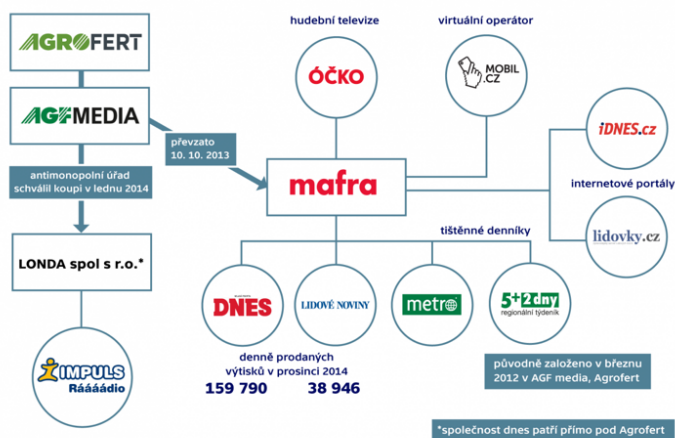 AGROFERT
AGFMEDIA
antimonopolní úřad
schválil koupi v lednu 2014
LONDA spol s r.o.*
IMPULS
Ráááádio
převzato
10. 10. 2013
hudební televize
ÓČKO
virtuální operátor
MOBIL
.CZ
mafra
iDNES.cz
internetové portály
lidovky.cz
tištěnné denníky
DNES
LIDOVÉ NOVINY
metro
5+2 dny
regionální týdeník
denně prodaných
výtisků v prosinci 2014
159 790
38 946
původně založeno v březnu
2012 v AGF media, Agrofert
*společnost dnes patří přímo pod Agrofert